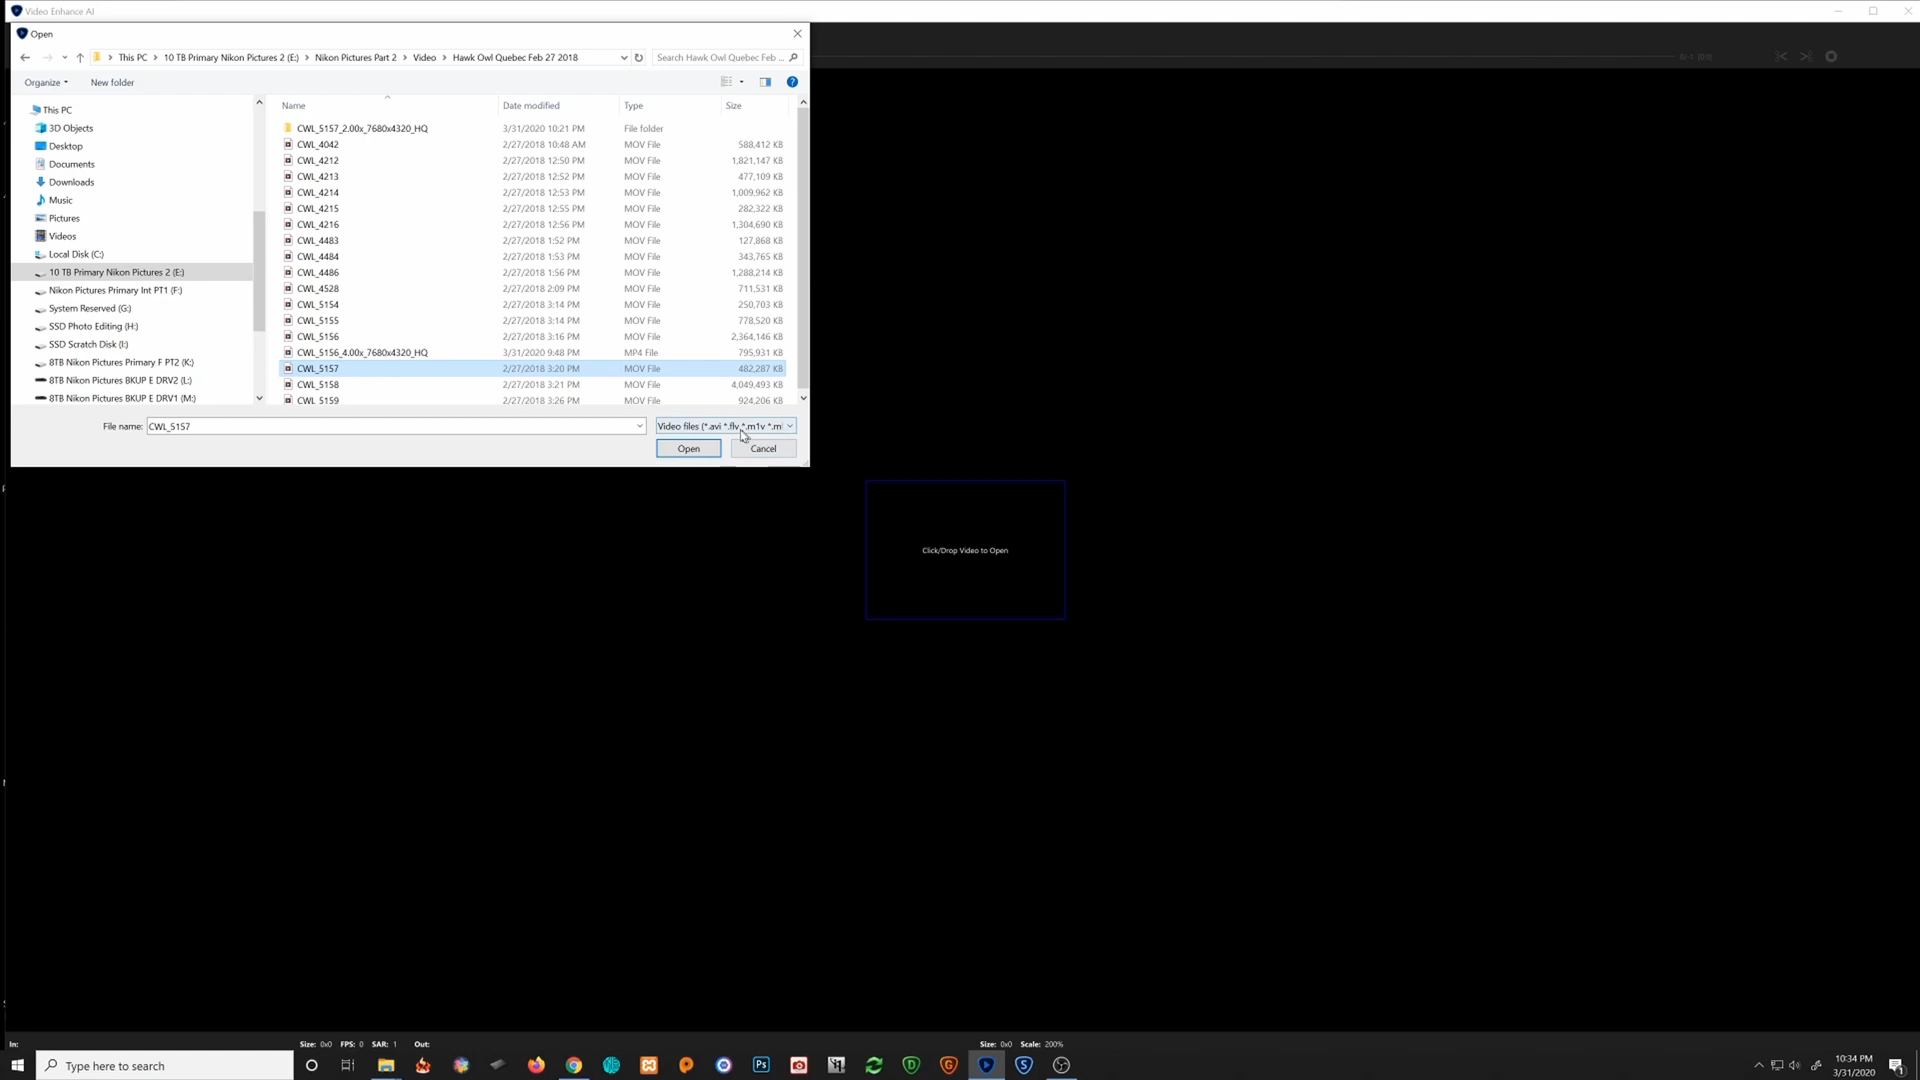 Video Enhance AI
Open
This PC > 10 TB Primary Nikon Pictures 2 (E:) > Nikon Pictures Part 2 > Video > Hawk Owl Quebec Feb 27 2018
Search Hawk Owl Quebec Feb ...
0/-1 [0:0]
Organize
New folder
Name Date modified Type Size
This PC
3D Objects
Desktop
Documents
Downloads
Music
Pictures
Videos
Local Disk (C:)
10 TB Primary Nikon Pictures 2 (E:)
Nikon Pictures Primary Int PT1 (F:)
System Reserved (G:)
SSD Photo Editing (H:)
SSD Scratch Disk (I:)
8TB Nikon Pictures Primary F PT2 (K:)
8TB Nikon Pictures BKUP E DRV2 (L:)
8TB Nikon Pictures BKUP E DRV1 (M:)
CWL_5157_2.00x_7680x4320_HQ 3/31/2020 10:21 PM File folder
CWL_4042 2/27/2018 10:48 AM MOV File 588,412 KB
CWL_4212 2/27/2018 12:50 PM MOV File 1,821,147 KB
CWL_4213 2/27/2018 12:52 PM MOV File 477,109 KB
CWL_4214 2/27/2018 12:53 PM MOV File 1,009,962 KB
CWL_4215 2/27/2018 12:55 PM MOV File 282,322 KB
CWL_4216 2/27/2018 12:56 PM MOV File 1,304,690 KB
CWL_4483 2/27/2018 1:52 PM MOV File 127,868 KB
CWL_4484 2/27/2018 1:53 PM MOV File 343,765 KB
CWL_4486 2/27/2018 1:56 PM MOV File 1,288,214 KB
CWL_4528 2/27/2018 2:09 PM MOV File 711,531 KB
CWL_5154 2/27/2018 3:14 PM MOV File 250,703 KB
CWL_5155 2/27/2018 3:14 PM MOV File 778,520 KB
CWL_5156 2/27/2018 3:16 PM MOV File 2,364,146 KB
CWL_5156_4.00x_7680x4320_HQ 3/31/2020 9:48 PM MP4 File 795,931 KB
CWL_5157 2/27/2018 3:20 PM MOV File 482,287 KB
CWL_5158 2/27/2018 3:21 PM MOV File 4,049,493 KB
CWL_5159 2/27/2018 3:26 PM MOV File 924,206 KB
File name: CWL_5157
Video files (*.avi *.flv *.m1v *.m
Open
Cancel
Click/Drop Video to Open
In: Size: 0x0 FPS: 0 SAR: 1 Out: Size: 0x0 Scale: 200%
Type here to search
Ps
D
G
S
10:34 PM
3/31/2020
1